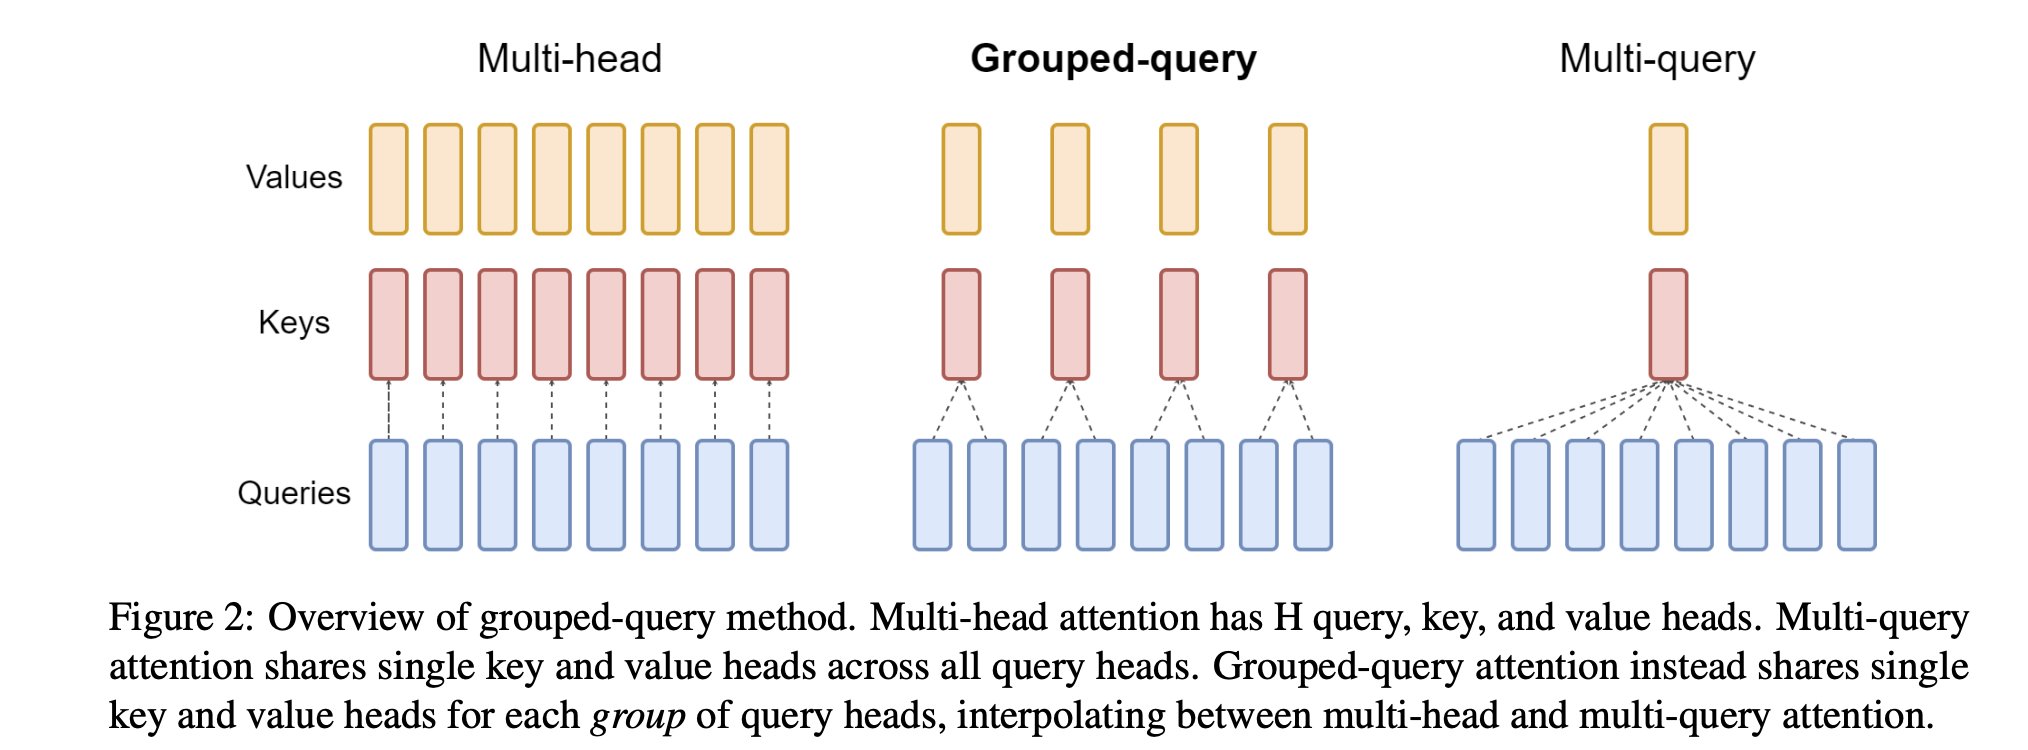 Multi-head
Grouped-query
Multi-query
Values
Keys
Queries
Figure 2: Overview of grouped-query method. Multi-head attention has H query, key, and value heads. Multi-query
attention shares single key and value heads across all query heads. Grouped-query attention instead shares single
key and value heads for each group of query heads, interpolating between multi-head and multi-query attention.